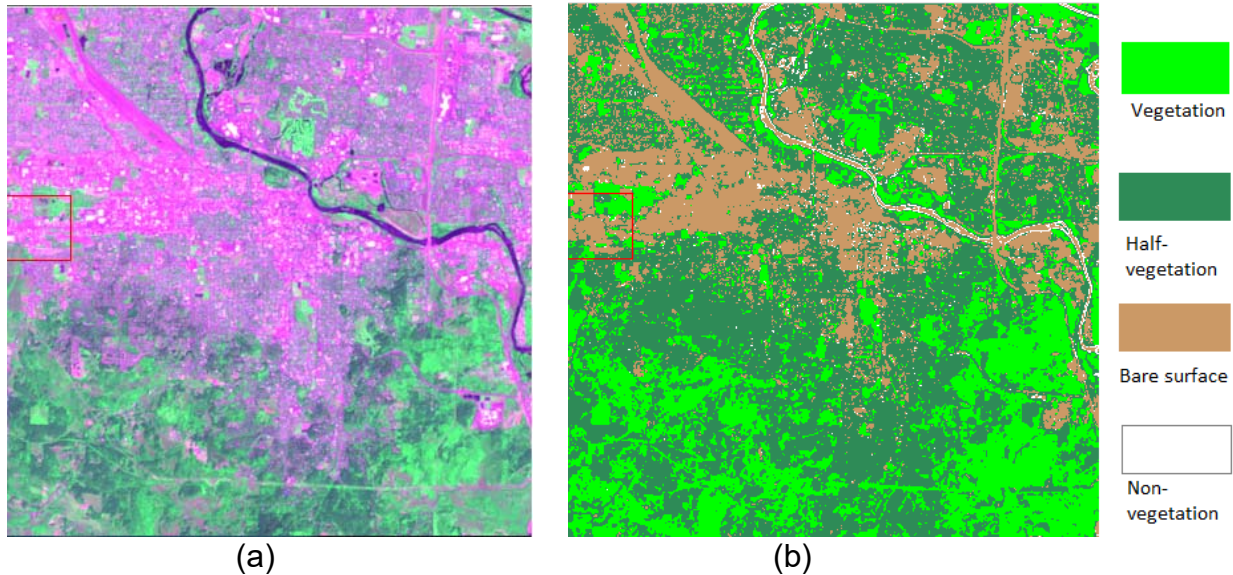 Vegetation
Half-
vegetation
Bare surface
Non-
vegetation
(a)
(b)